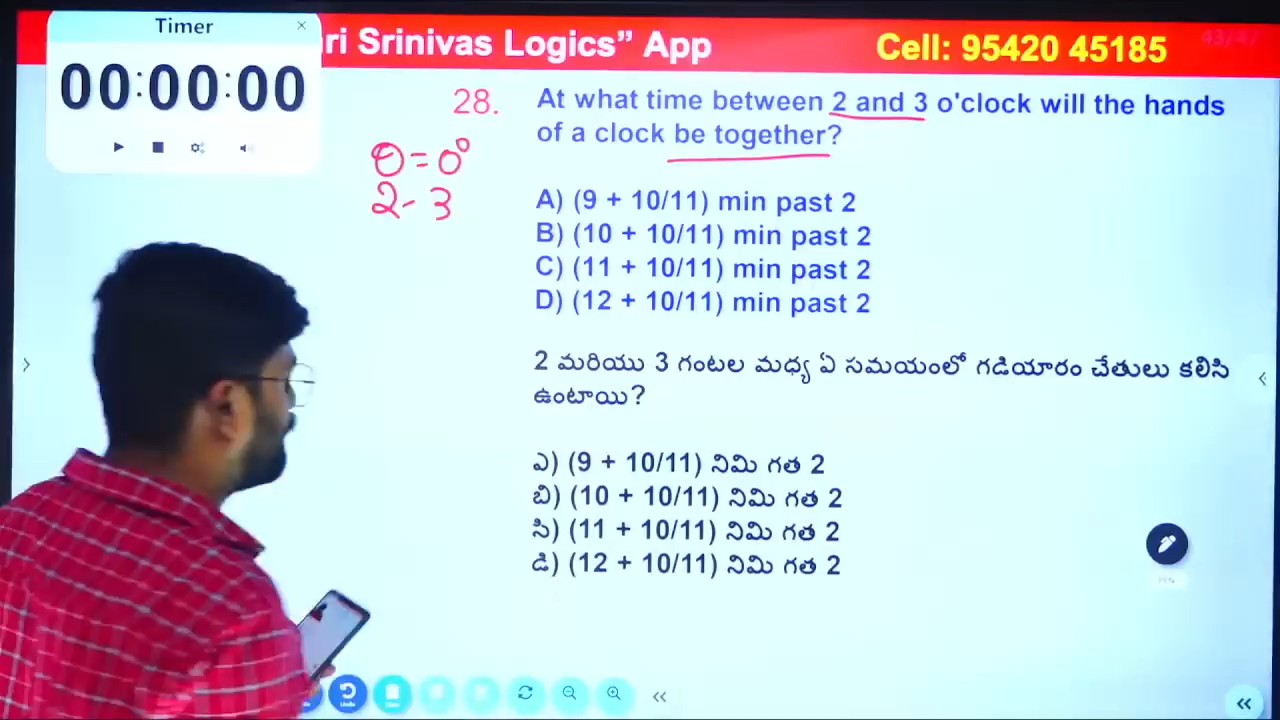 Timer
00:00:00
ri Srinivas Logics” App
Cell: 95420 45185
28. At what time between 2 and 3 o'clock will the hands
of a clock be together?
θ = 0°
2 - 3
A) (9 + 10/11) min past 2
B) (10 + 10/11) min past 2
C) (11 + 10/11) min past 2
D) (12 + 10/11) min past 2
2 మరియు 3 గంటల మధ్య ఏ సమయంలో గడియారం చేతులు కలిసి
ఉంటాయి?
ఎ) (9 + 10/11) నిమి గత 2
బి) (10 + 10/11) నిమి గత 2
సి) (11 + 10/11) నిమి గత 2
డి) (12 + 10/11) నిమి గత 2